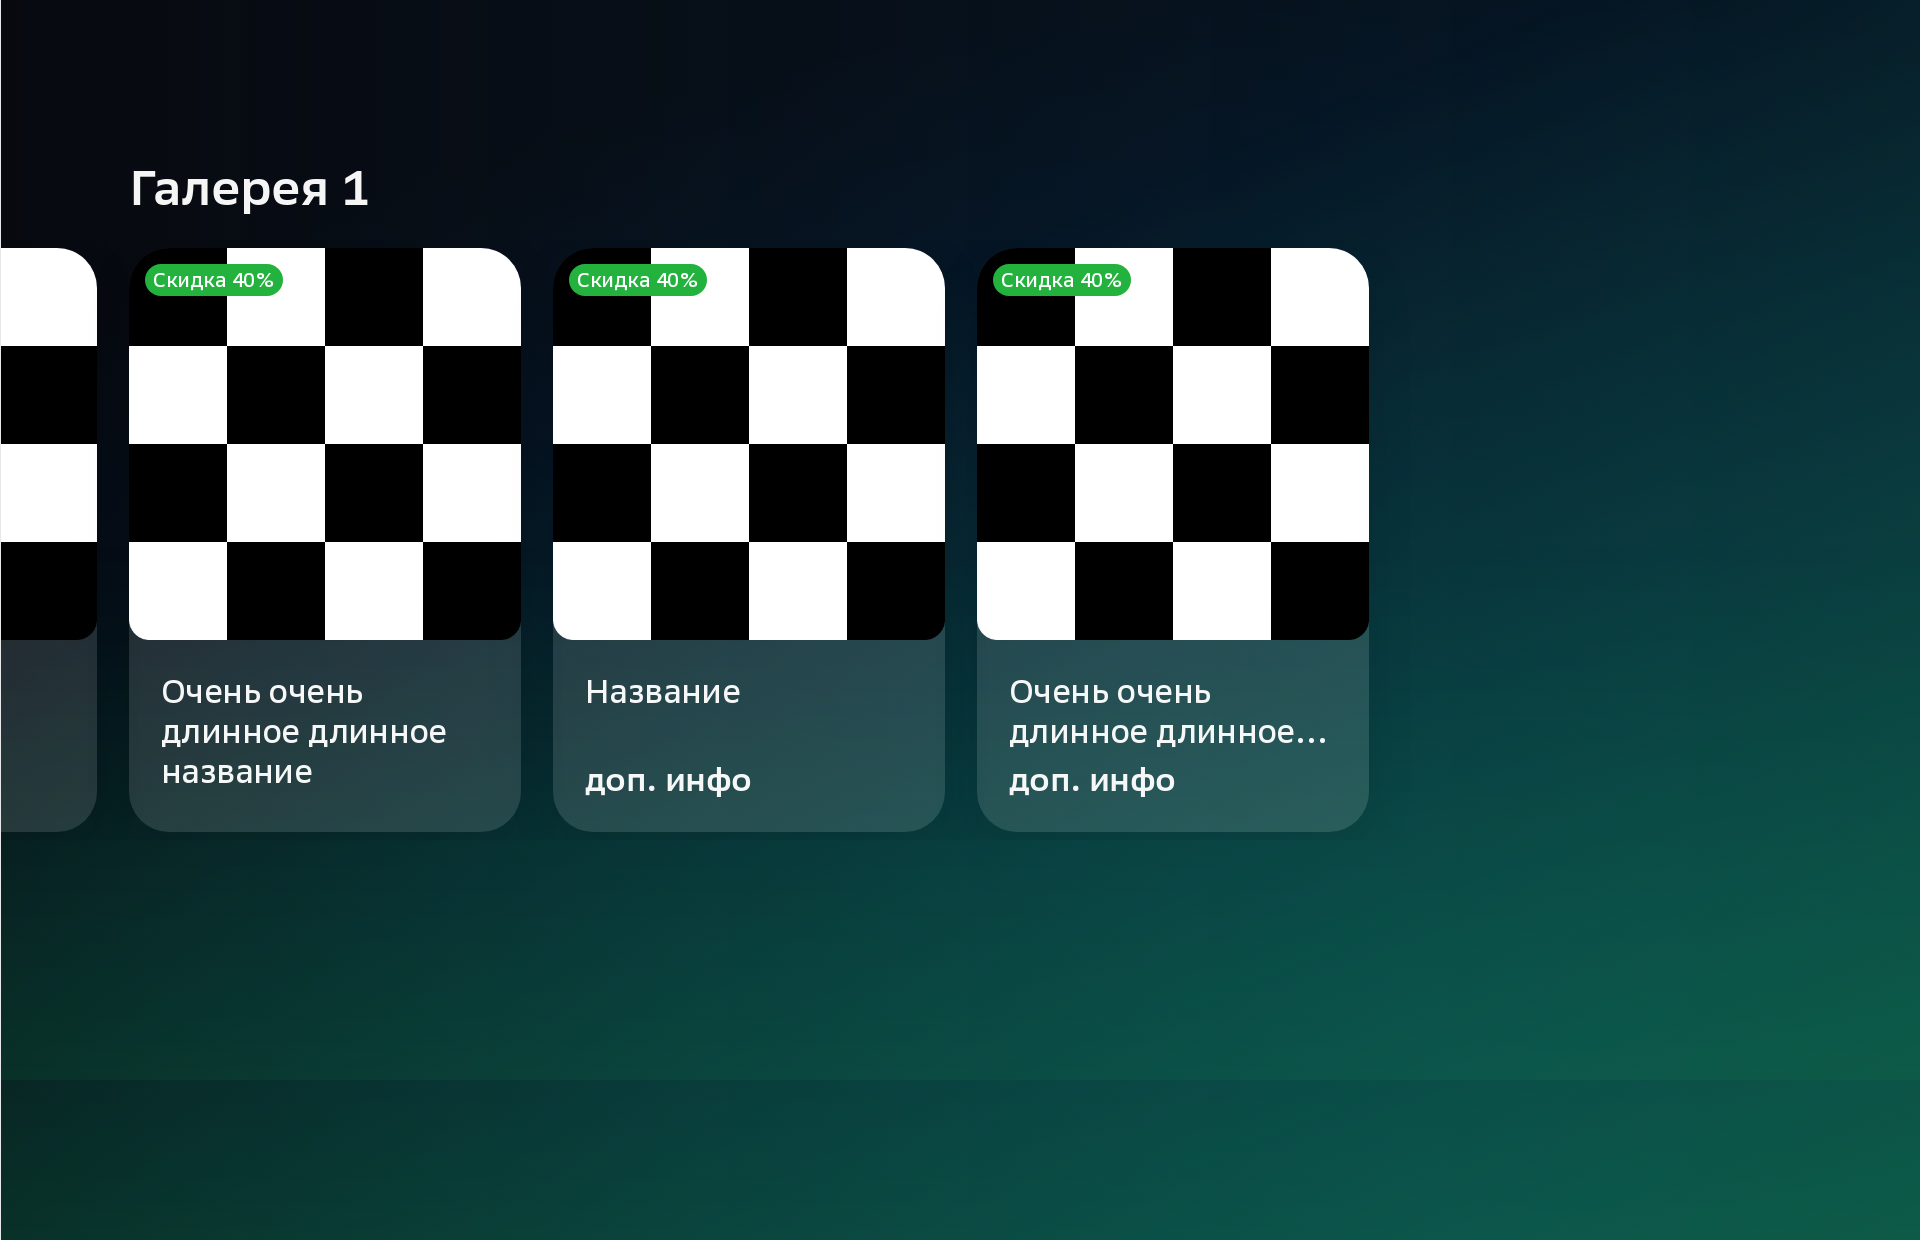 Галерея 1
Скидка 40%
Очень очень
длинное длинное
название
Скидка 40%
Название
доп. инфо
Скидка 40%
Очень очень
длинное длинное...
доп. инфо